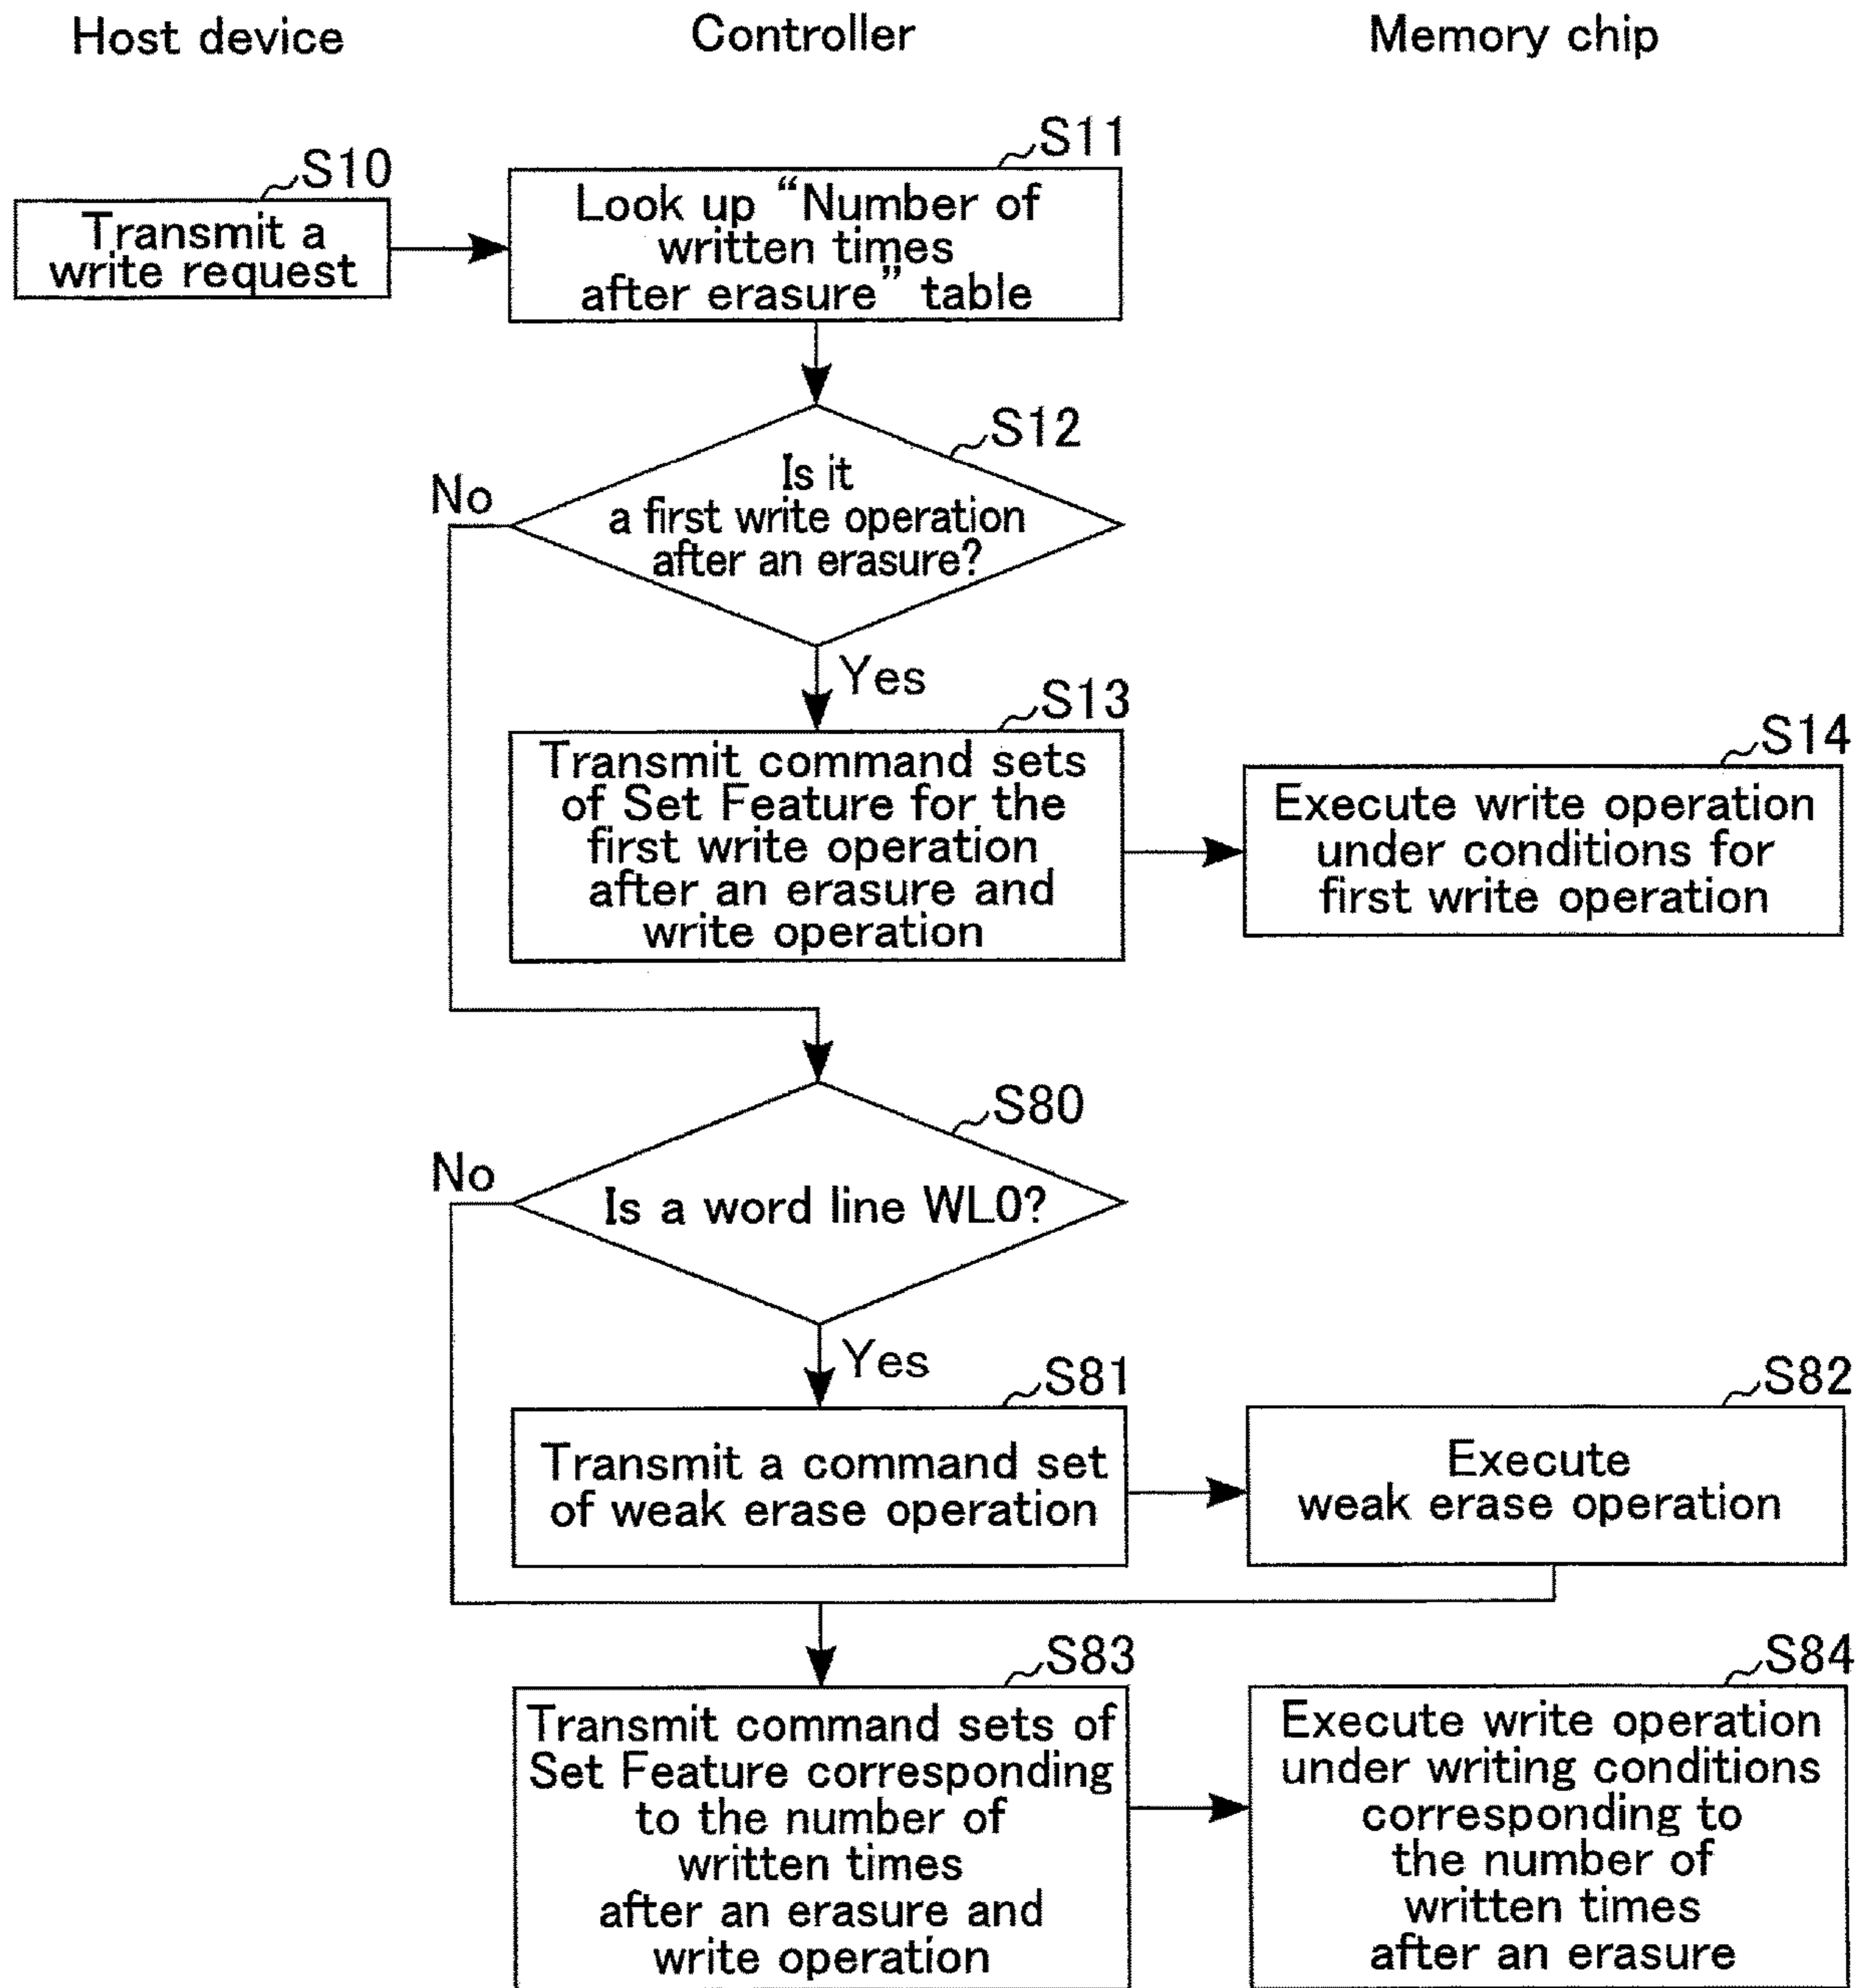 Host device
Controller
Memory chip
S10
Transmit a
write request
S11
Look up “Number of
written times
after erasure” table
S12
Is it
a first write operation
after an erasure?
No
Yes
S13
Transmit command sets
of Set Feature for the
first write operation
after an erasure and
write operation
S14
Execute write operation
under conditions for
first write operation
S80
Is a word line WL0?
No
Yes
S81
Transmit a command set
of weak erase operation
S82
Execute
weak erase operation
S83
Transmit command sets of
Set Feature corresponding
to the number of
written times
after an erasure and
write operation
S84
Execute write operation
under writing conditions
corresponding to
the number of
written times
after an erasure